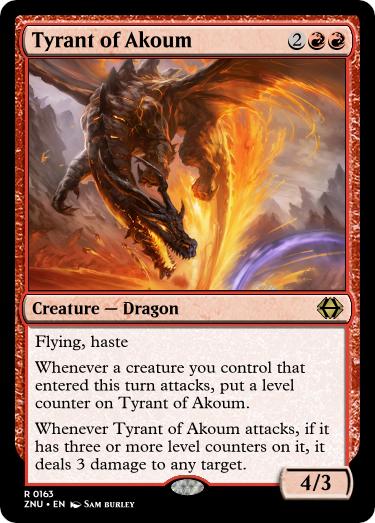 Tyrant of Akoum 2
Creature — Dragon
Flying, haste
Whenever a creature you control that
entered this turn attacks, put a level
counter on Tyrant of Akoum.
Whenever Tyrant of Akoum attacks, if it
has three or more level counters on it, it
deals 3 damage to any target.
4/3
R 0163
ZNU • EN SAM BURLEY